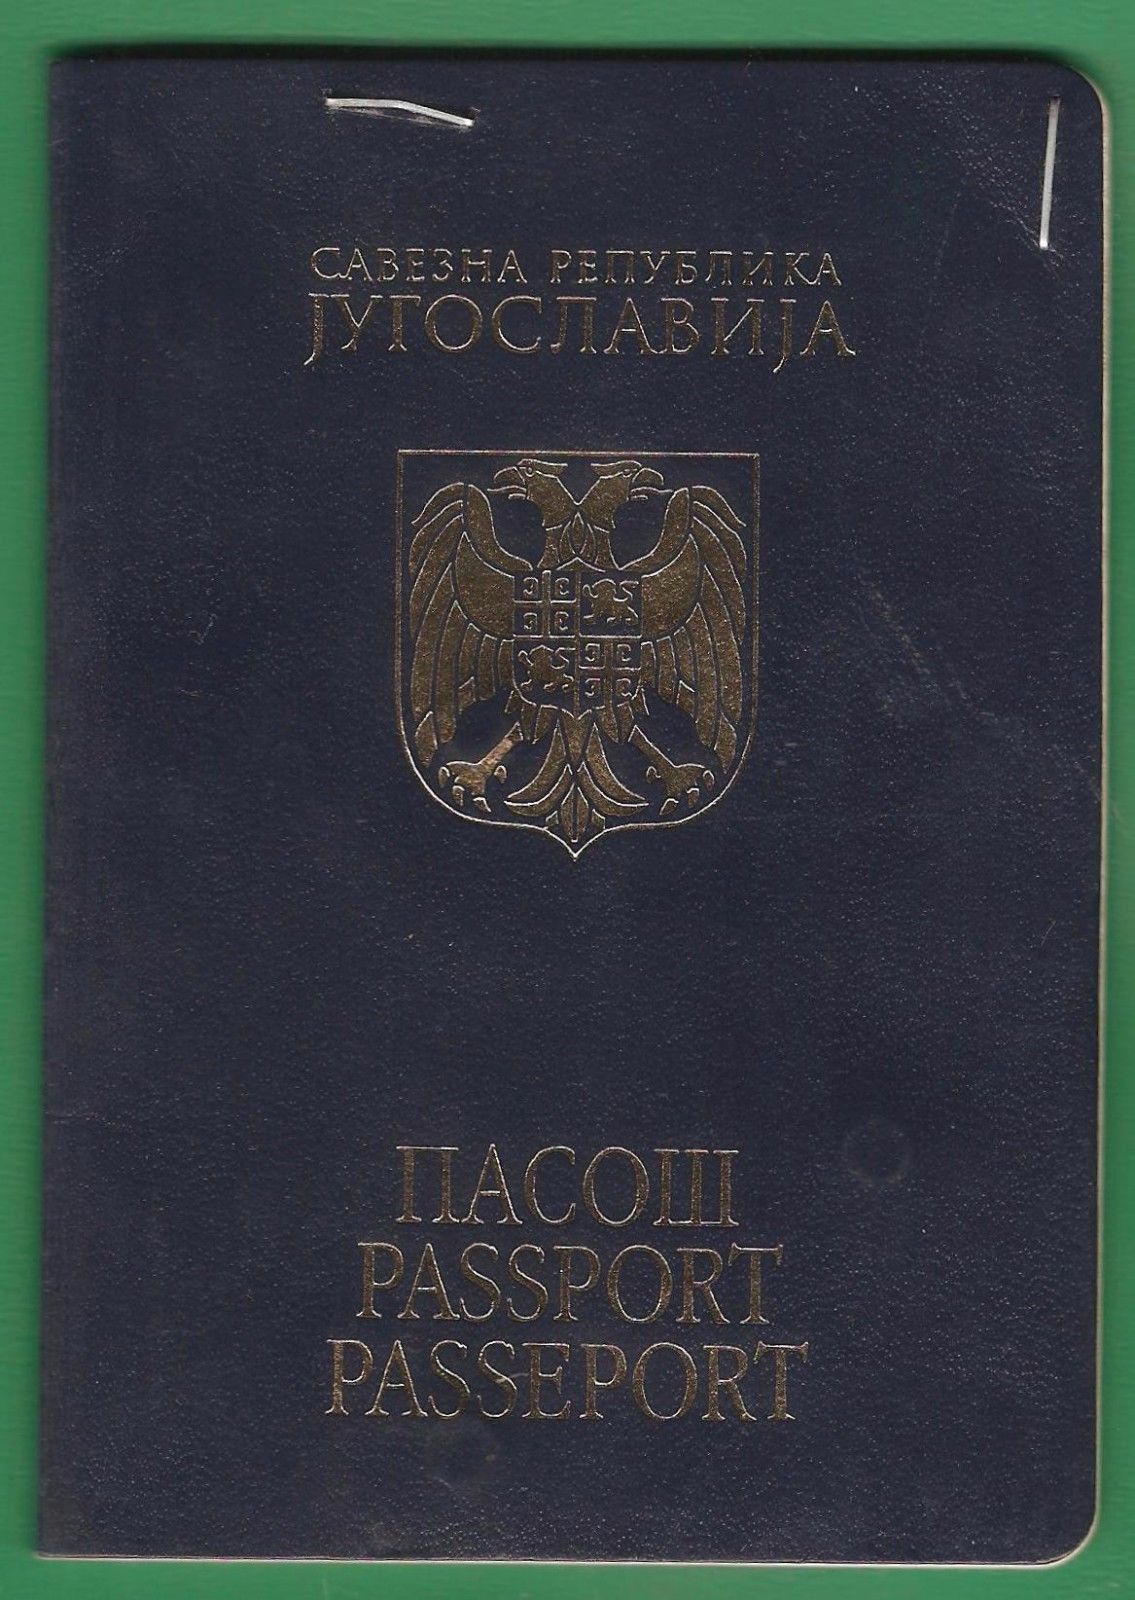 САВЕЗНА РЕПУБЛИКА
ЈУГОСЛАВИЈА
ПАСОШ
PASSPORT
PASSEPORT